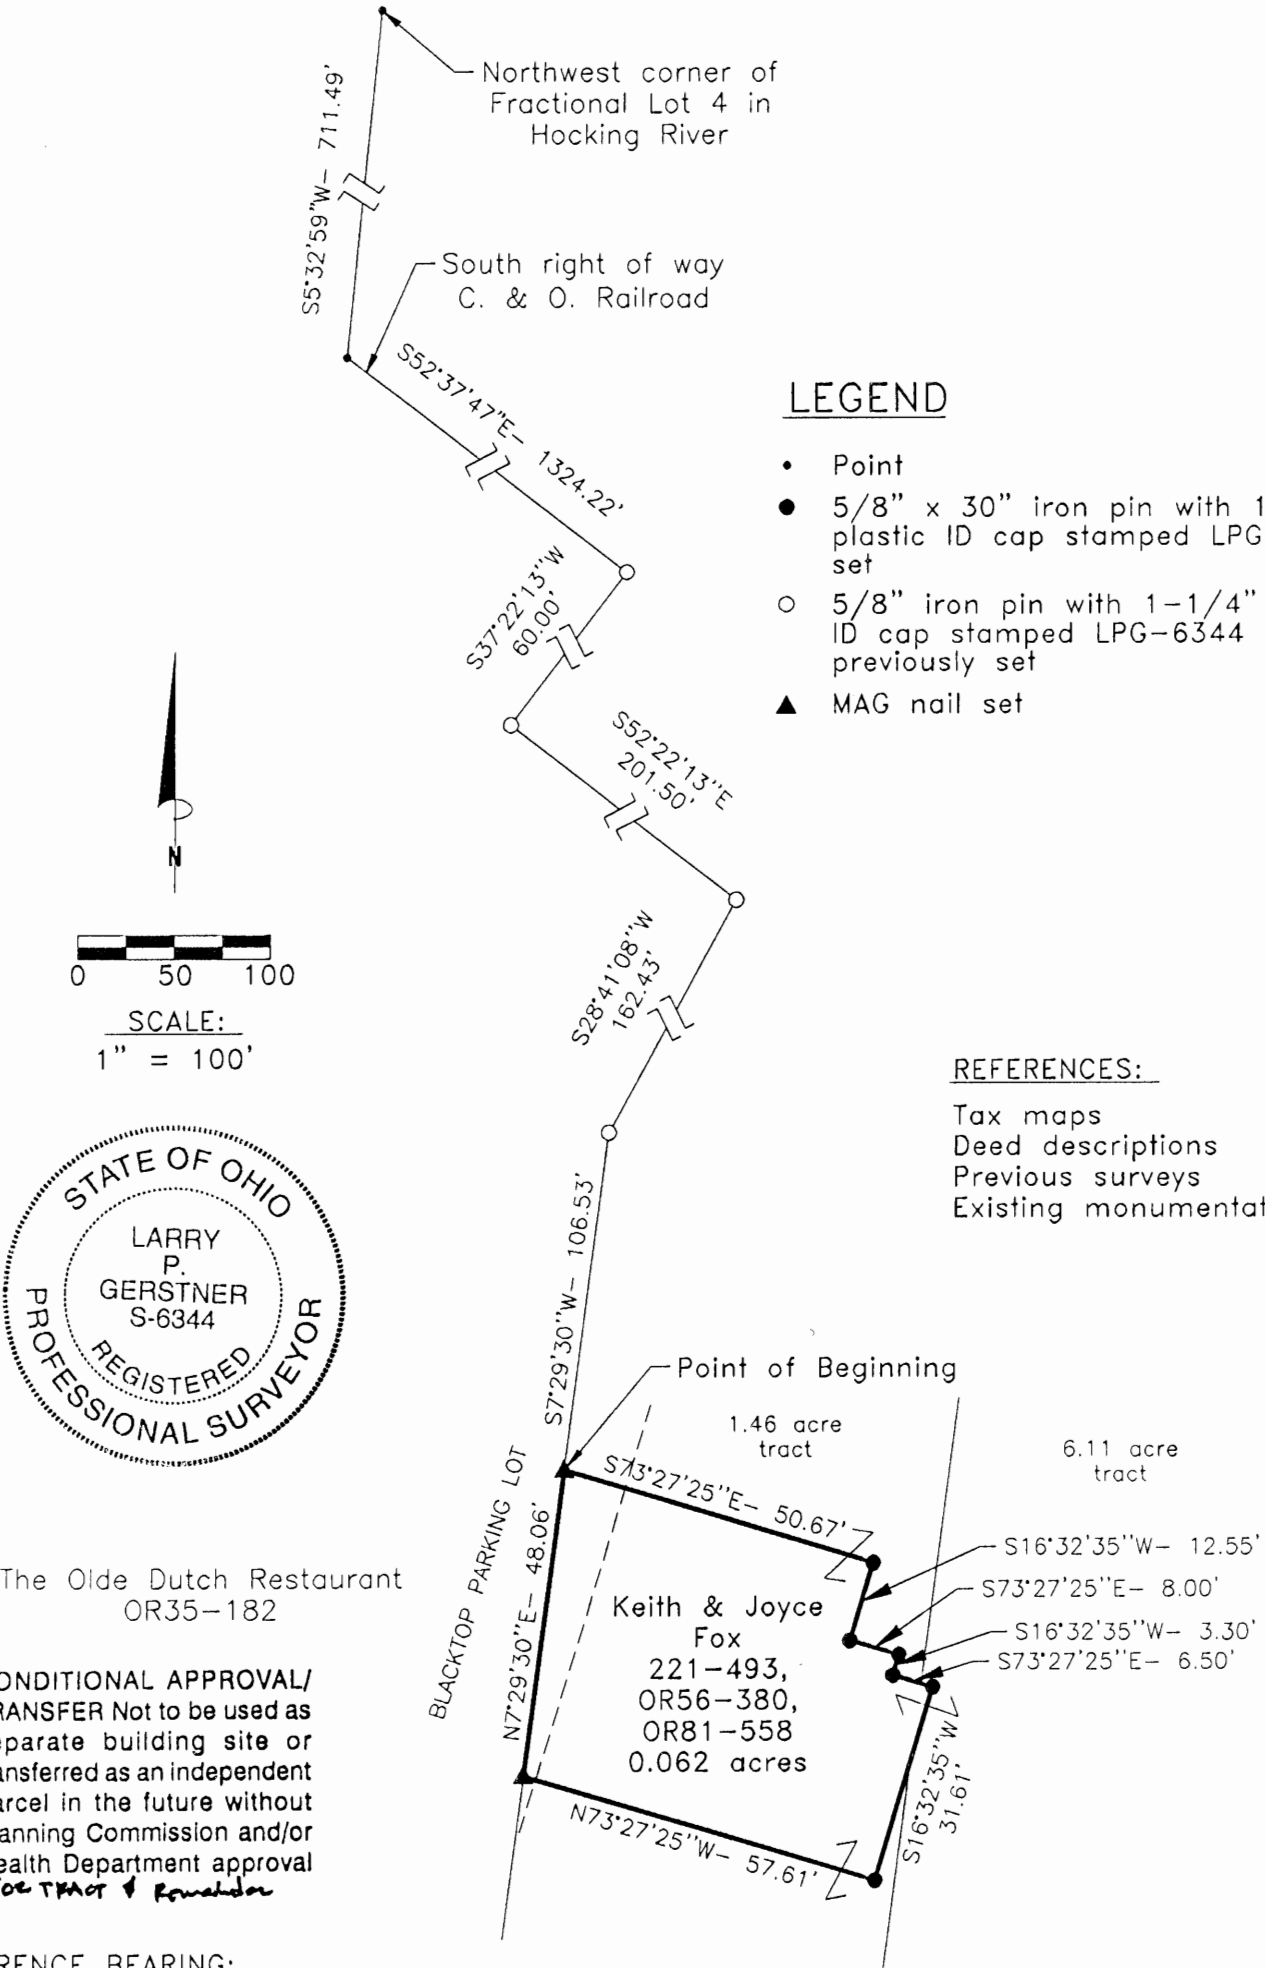 Northwest corner of
Fractional Lot 4 in
Hocking River
S5°32'59"W- 711.49'
South right of way
C. & O. Railroad
S52°37'47"E- 1324.22'
LEGEND
Point
5/8" x 30" iron pin with 1
plastic ID cap stamped LPG
set
5/8" iron pin with 1-1/4"
ID cap stamped LPG-6344
previously set
MAG nail set
S37°22'13"W
60.00'
S52°22'13"E
201.50'
N
0 50 100
SCALE:
1" = 100'
S28°41'08"W
162.43'
REFERENCES:
Tax maps
Deed descriptions
Previous surveys
Existing monumentat
STATE OF OHIO
LARRY
P.
GERSTNER
S-6344
REGISTERED
PROFESSIONAL SURVEYOR
S7°29'30"W- 106.53'
Point of Beginning
1.46 acre
tract
6.11 acre
tract
S73°27'25"E- 50.67'
S16°32'35"W- 12.55'
S73°27'25"E- 8.00'
S16°32'35"W- 3.30'
S73°27'25"E- 6.50'
BLACKTOP PARKING LOT
N7°29'30"E- 48.06'
Keith & Joyce
Fox
221-493,
OR56-380,
OR81-558
0.062 acres
S16°32'35"W
31.61'
N73°27'25"W- 57.61'
The Olde Dutch Restaurant
OR35-182
ONDITIONAL APPROVAL/
RANSFER Not to be used as
eparate building site or
ansferred as an independent
arcel in the future without
anning Commission and/or
ealth Department approval
TRACT &
RENCE BEARING: